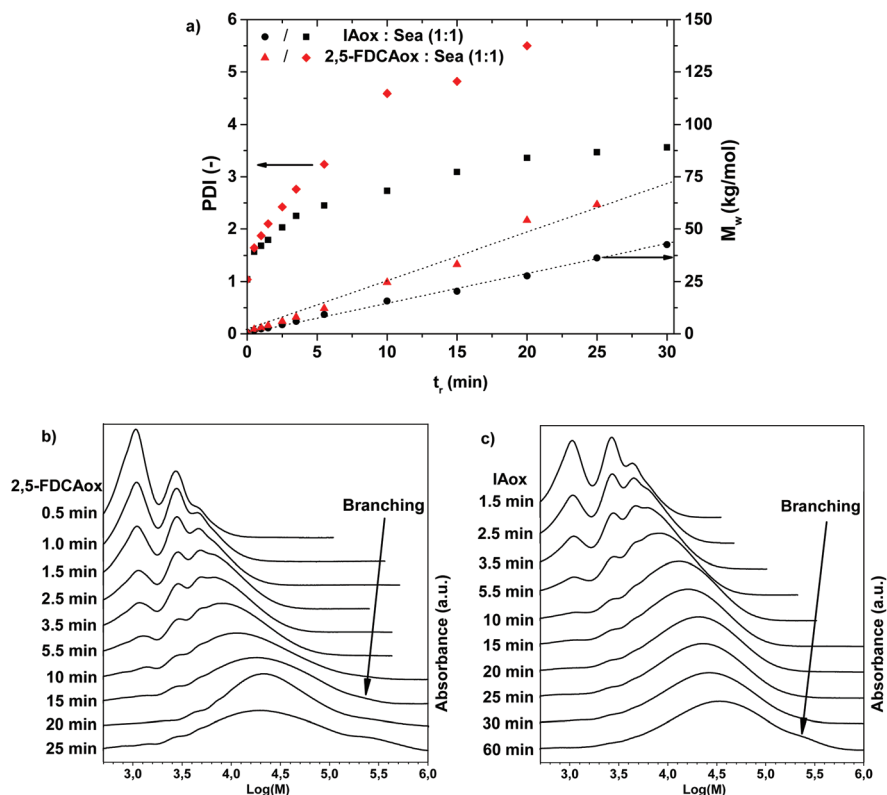 a)
● / ■ IAox : Sea (1:1)
▲ / ◆ 2,5-FDCAox : Sea (1:1)
PDI (-)
6
5
4
3
2
1
0
150
125
100
75
50
25
0
M_w (kg/mol)
0 5 10 15 20 25 30
t_r (min)
b)
2,5-FDCAox
0.5 min
1.0 min
1.5 min
2.5 min
3.5 min
5.5 min
10 min
15 min
20 min
25 min
Branching
Absorbance (a.u.)
3,0 3,5 4,0 4,5 5,0 5,5 6,0
Log(M)
c)
IAox
1.5 min
2.5 min
3.5 min
5.5 min
10 min
15 min
20 min
25 min
30 min
60 min
Branching
Absorbance (a.u.)
3,0 3,5 4,0 4,5 5,0 5,5 6,0
Log(M)